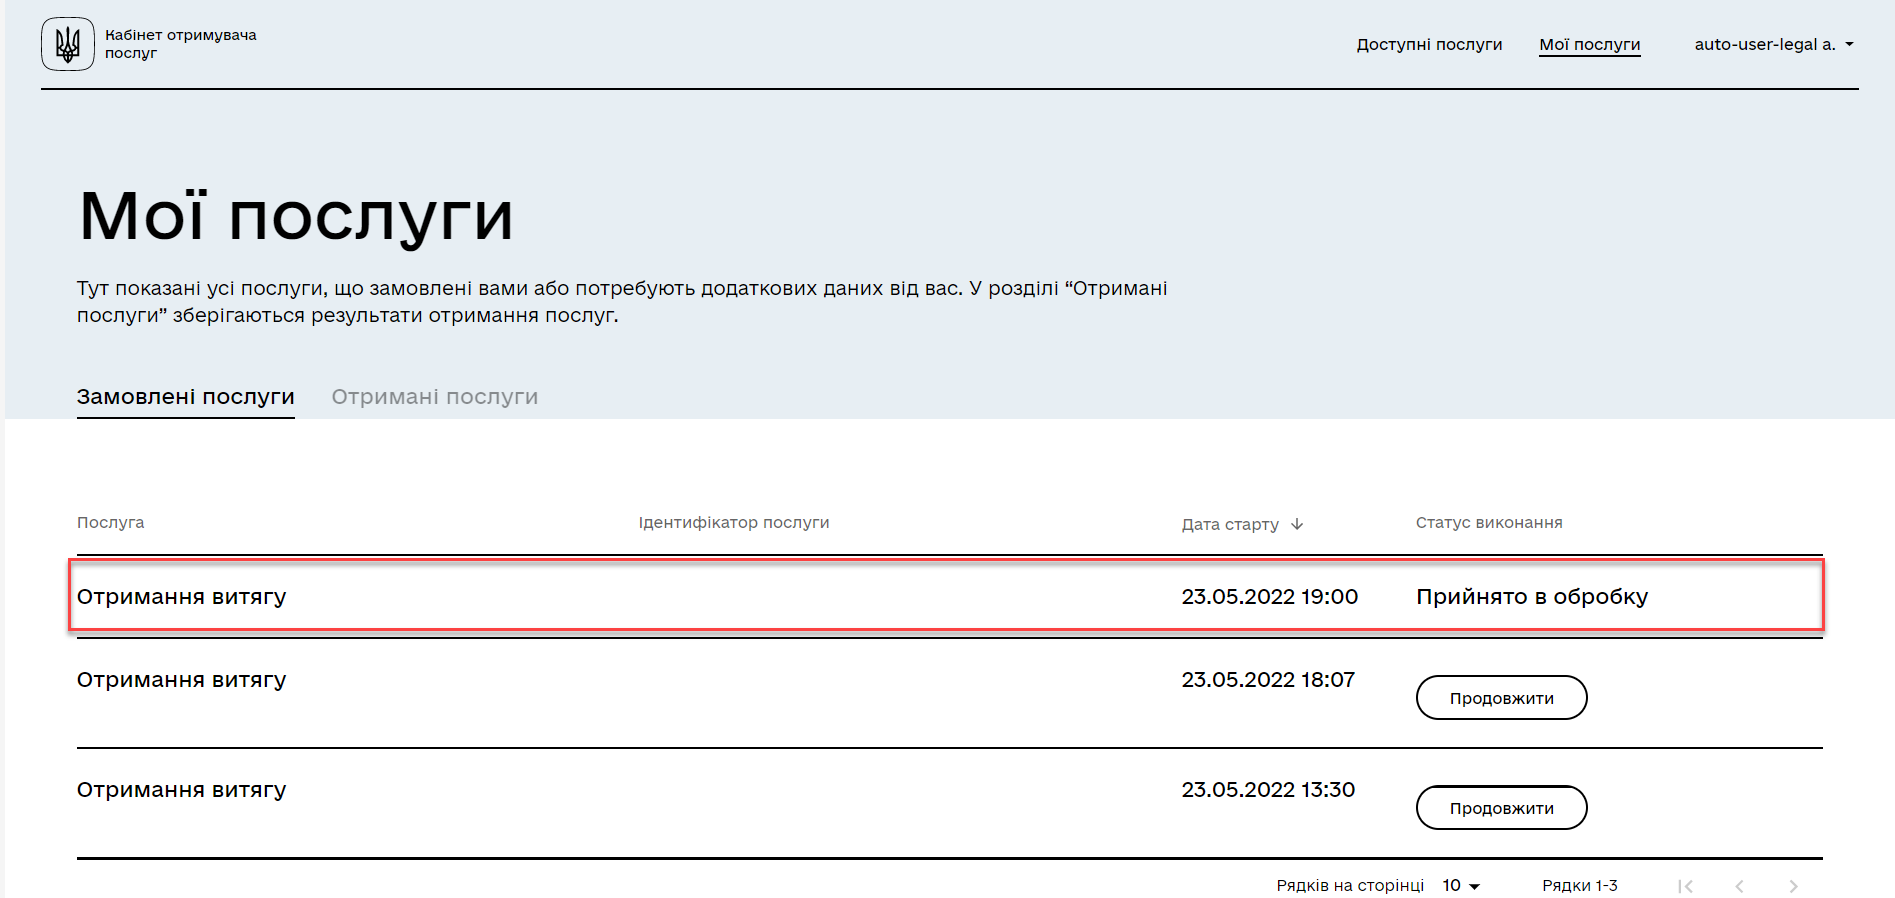 Кабінет отримувача
послуг
Доступні послуги
Мої послуги
auto-user-legal a.
Мої послуги
Тут показані усі послуги, що замовлені вами або потребують додаткових даних від вас. У розділі “Отримані
послуги” зберігаються результати отримання послуг.
Замовлені послуги
Отримані послуги
Послуга
Ідентифікатор послуги
Дата старту
Статус виконання
Отримання витягу
23.05.2022 19:00
Прийнято в обробку
Отримання витягу
23.05.2022 18:07
Продовжити
Отримання витягу
23.05.2022 13:30
Продовжити
Рядків на сторінці
10
Рядки 1-3